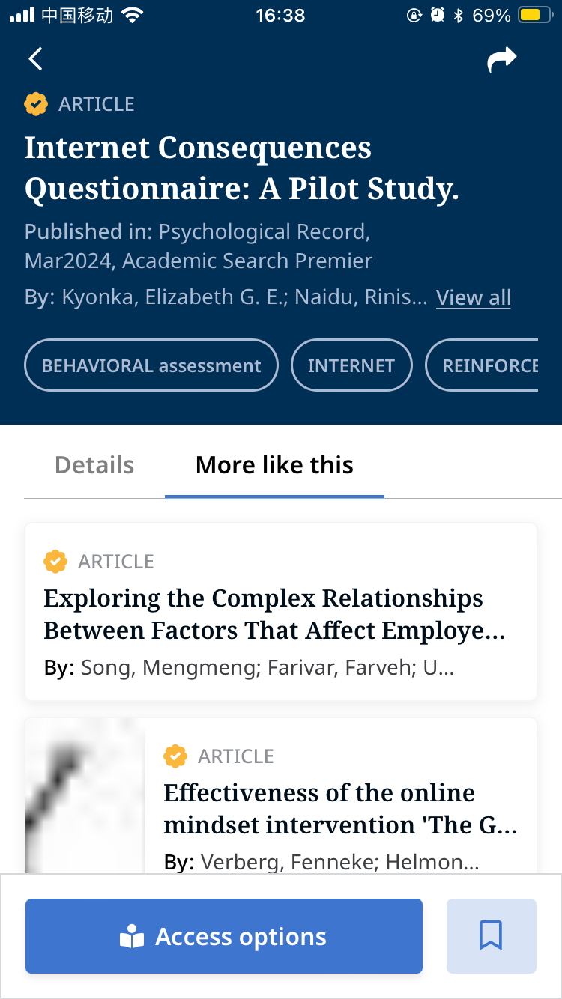 中国移动 16:38 69%
ARTICLE
Internet Consequences
Questionnaire: A Pilot Study.
Published in: Psychological Record,
Mar2024, Academic Search Premier
By: Kyonka, Elizabeth G. E.; Naidu, Rinis... View all
BEHAVIORAL assessment INTERNET REINFORCE
Details More like this
ARTICLE
Exploring the Complex Relationships
Between Factors That Affect Employe...
By: Song, Mengmeng; Farivar, Farveh; U...
ARTICLE
Effectiveness of the online
mindset intervention 'The G...
By: Verberg, Fenneke; Helmon...
Access options